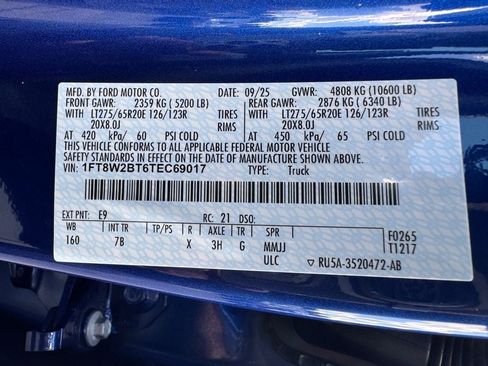 MFD. BY FORD MOTOR CO. 09/25 GVWR: 4808 KG (10600 LB)
FRONT GAWR: 2359 KG (5200 LB) REAR GAWR: 2876 KG (6340 LB)
LT275/65R20E 126/123R TIRES LT275/65R20E 126/123R TIRES
20X8.0J RIMS 20X8.0J RIMS
AT 420 kPa/ 60 PSI COLD AT 450 kPa/ 65 PSI COLD
THIS VEHICLE CONFORMS TO ALL APPLICABLE FEDERAL MOTOR VEHICLE
SAFETY STANDARDS IN EFFECT ON THE DATE OF MANUFACTURE SHOWN ABOVE.
VIN: 1FT8W2BT6TEC69017 TYPE: Truck
EXT PNT: E9 RC: 21 DSO:
WB INT TR TP/PS R AXLE TR SPR F0265
160 7B X 3H G MMJJ T1217
ULC RU5A-3520472-AB